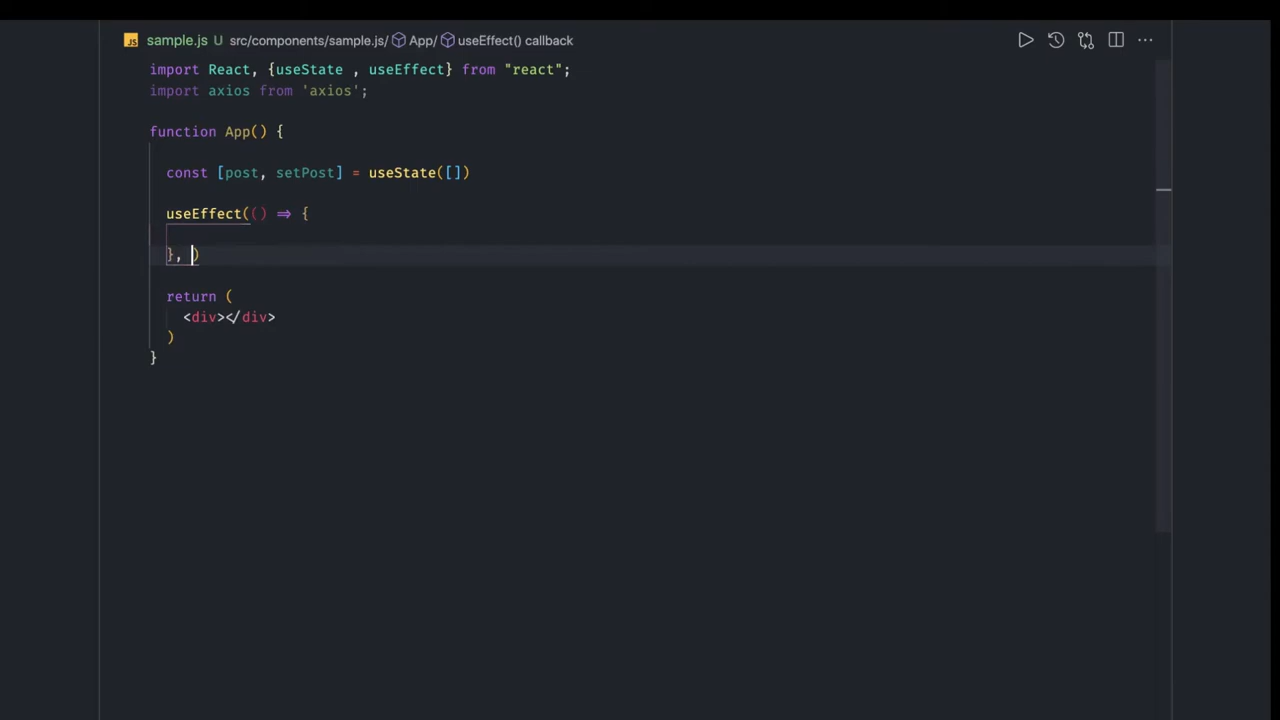 sample.js U src/components/sample.js/ App/ useEffect() callback
import React, {useState , useEffect} from "react";
import axios from 'axios';
function App() {
const [post, setPost] = useState([])
useEffect(() => {
}, )
return (
<div></div>
)
}